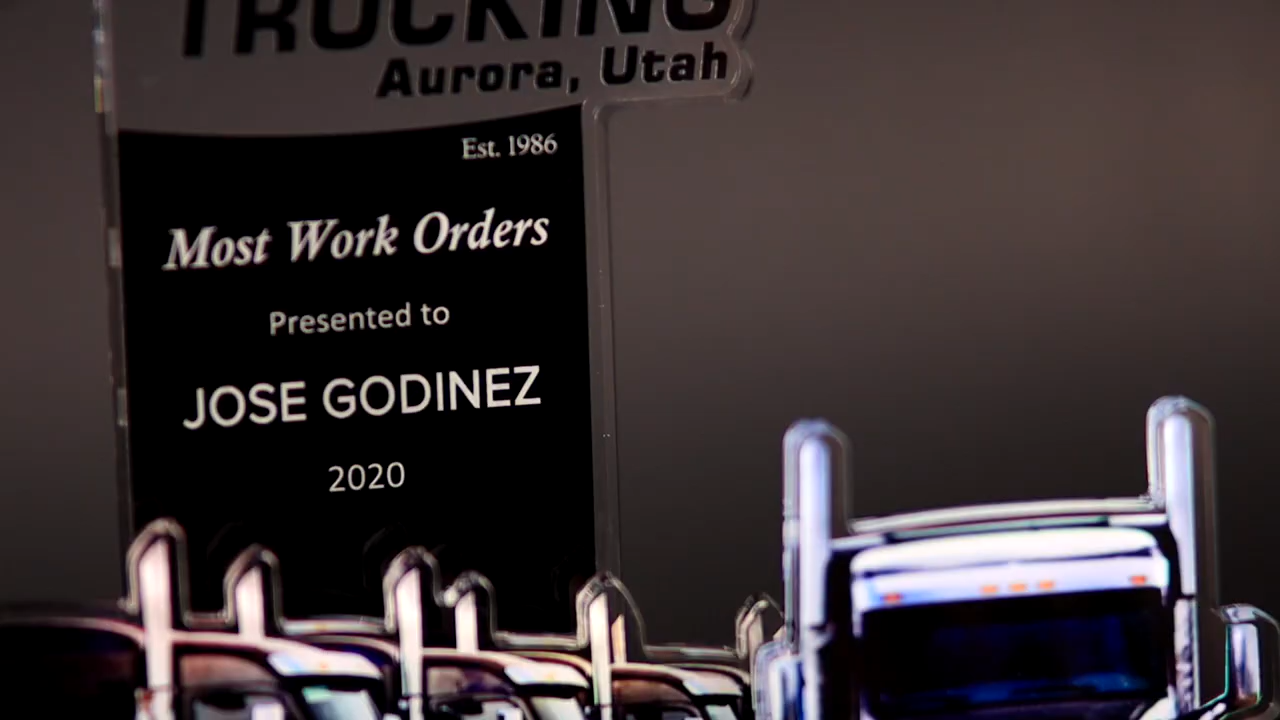 TRUCKING
Aurora, Utah
Est. 1986
Most Work Orders
Presented to
JOSE GODINEZ
2020